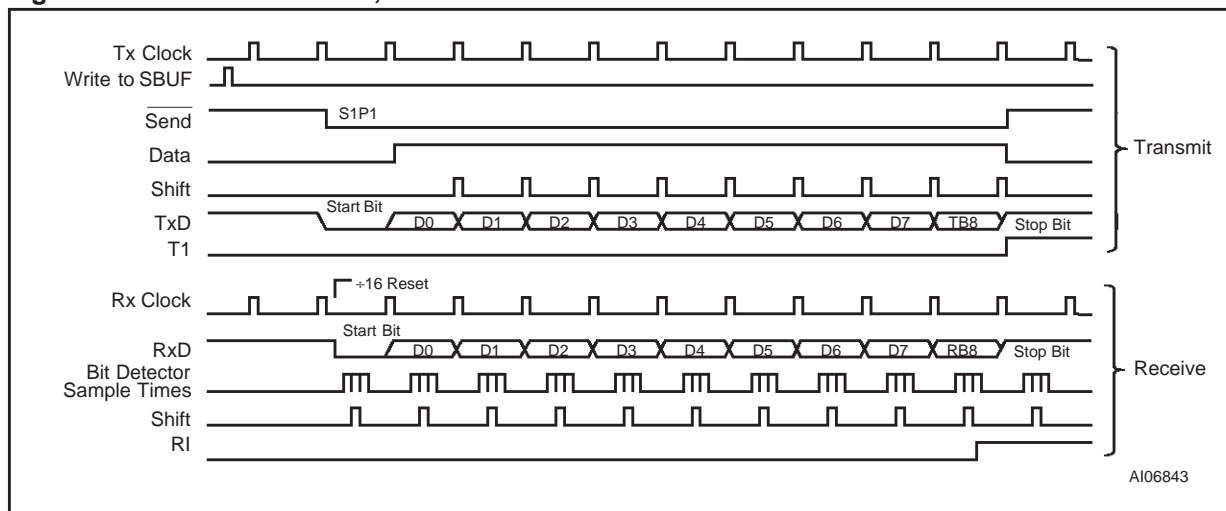 Tx Clock
Write to SBUF
Send
S1P1
Data
Transmit
Shift
Start Bit
TxD
D0 D1 D2 D3 D4 D5 D6 D7 TB8 Stop Bit
T1
÷16 Reset
Rx Clock
Start Bit
RxD
D0 D1 D2 D3 D4 D5 D6 D7 RB8 Stop Bit
Bit Detector
Sample Times
Receive
Shift
RI
AI06843